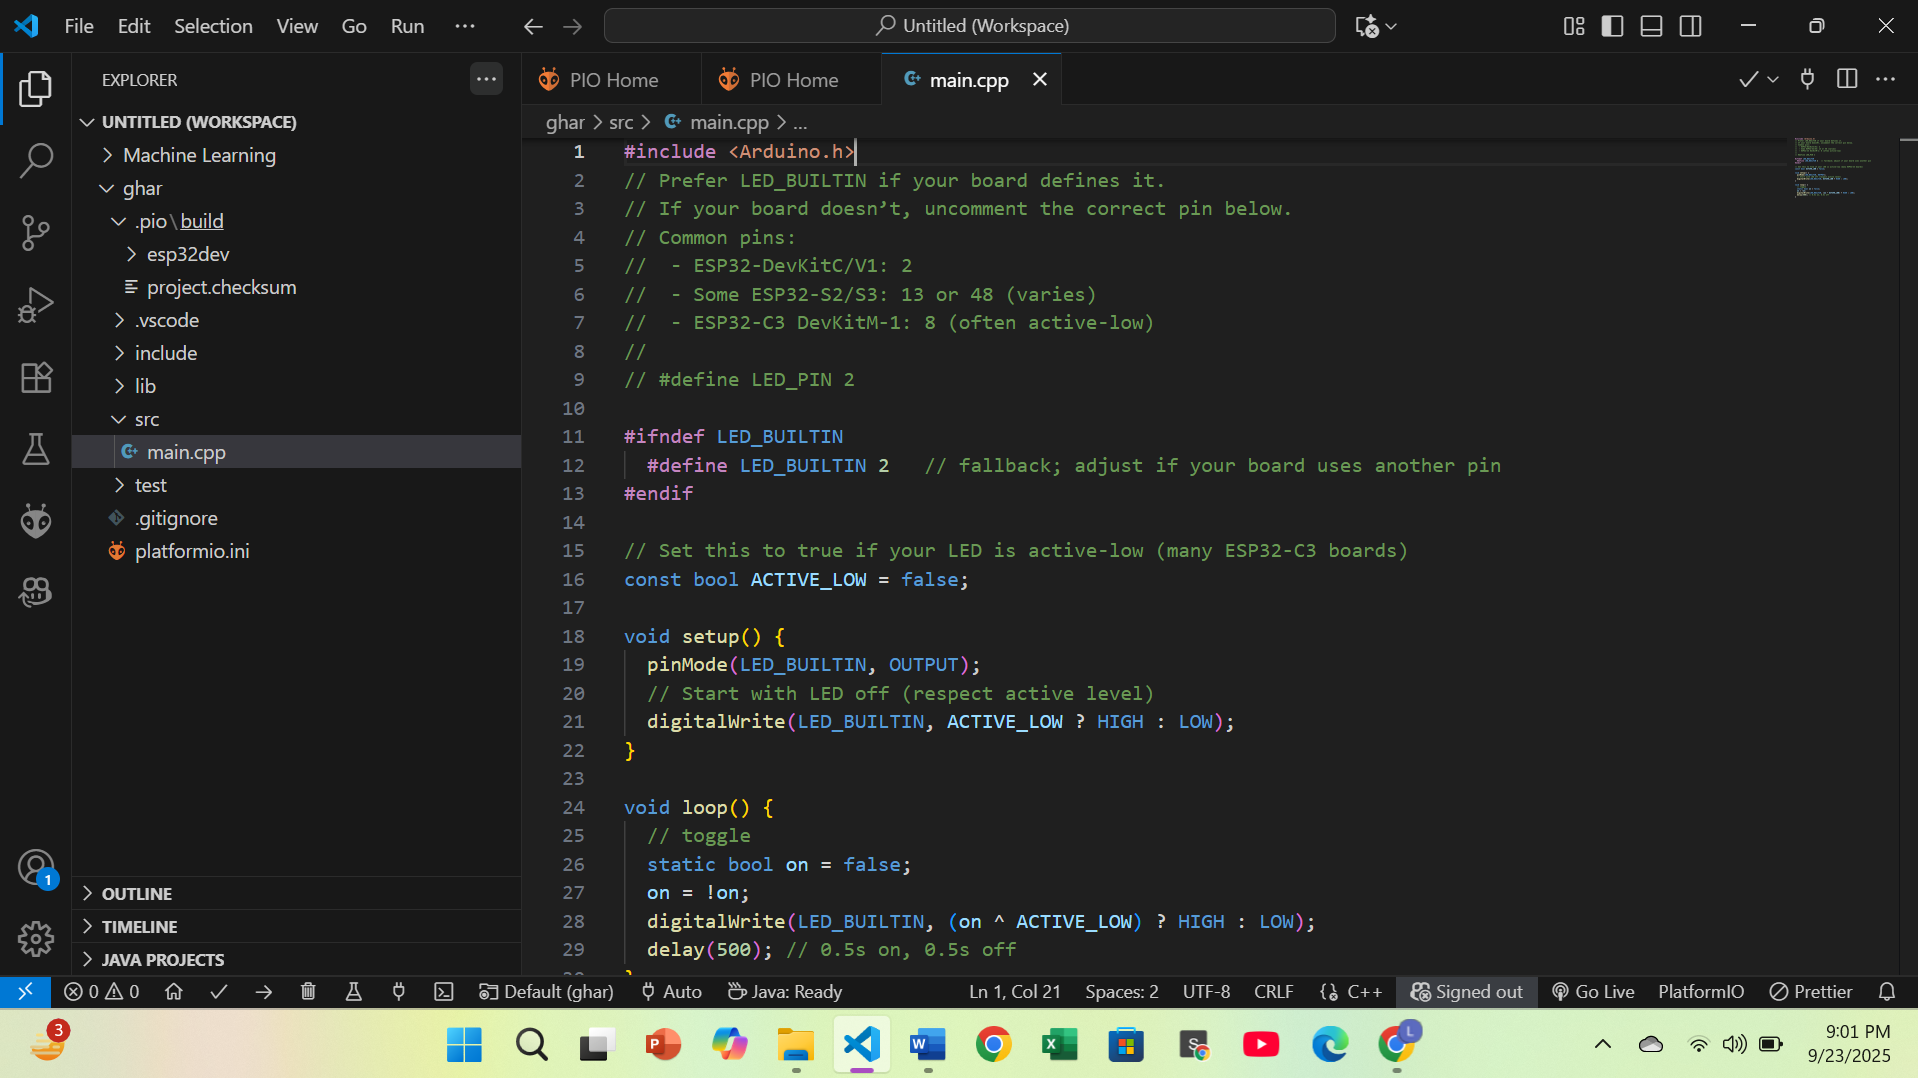 File Edit Selection View Go Run ...
Untitled (Workspace)
EXPLORER
UNTITLED (WORKSPACE)
Machine Learning
ghar
.pio\build
esp32dev
project.checksum
.vscode
include
lib
src
main.cpp
test
.gitignore
platformio.ini
1
OUTLINE
TIMELINE
JAVA PROJECTS
PIO Home
PIO Home
main.cpp
ghar > src > main.cpp > ...
1 #include <Arduino.h>
2 // Prefer LED_BUILTIN if your board defines it.
3 // If your board doesn’t, uncomment the correct pin below.
4 // Common pins:
5 //  - ESP32-DevKitC/V1: 2
6 //  - Some ESP32-S2/S3: 13 or 48 (varies)
7 //  - ESP32-C3 DevKitM-1: 8 (often active-low)
8 //
9 // #define LED_PIN 2
10
11 #ifndef LED_BUILTIN
12   #define LED_BUILTIN 2   // fallback; adjust if your board uses another pin
13 #endif
14
15 // Set this to true if your LED is active-low (many ESP32-C3 boards)
16 const bool ACTIVE_LOW = false;
17
18 void setup() {
19   pinMode(LED_BUILTIN, OUTPUT);
20   // Start with LED off (respect active level)
21   digitalWrite(LED_BUILTIN, ACTIVE_LOW ? HIGH : LOW);
22 }
23
24 void loop() {
25   // toggle
26   static bool on = false;
27   on = !on;
28   digitalWrite(LED_BUILTIN, (on ^ ACTIVE_LOW) ? HIGH : LOW);
29   delay(500); // 0.5s on, 0.5s off
0 0 Default (ghar) Auto Java: Ready Ln 1, Col 21 Spaces: 2 UTF-8 CRLF {} C++ Signed out Go Live PlatformIO Prettier
3
P
W
X
S
L
9:01 PM
9/23/2025